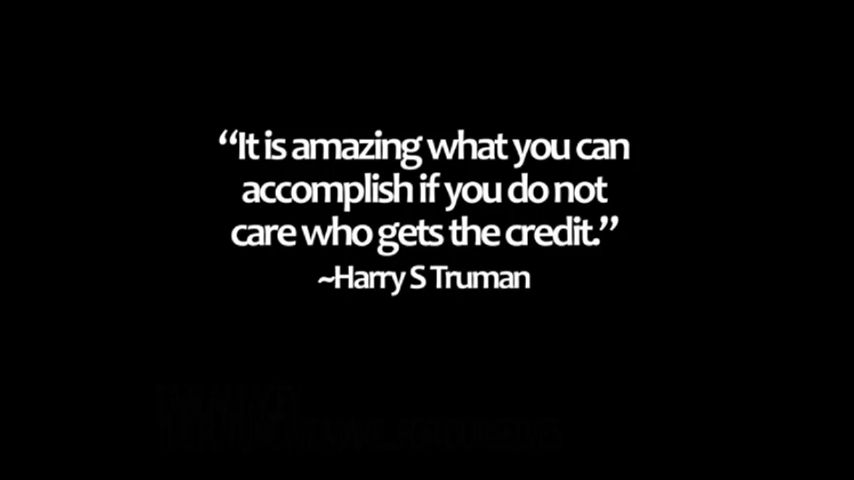 “It is amazing what you can
accomplish if you do not
care who gets the credit.”
~Harry S Truman